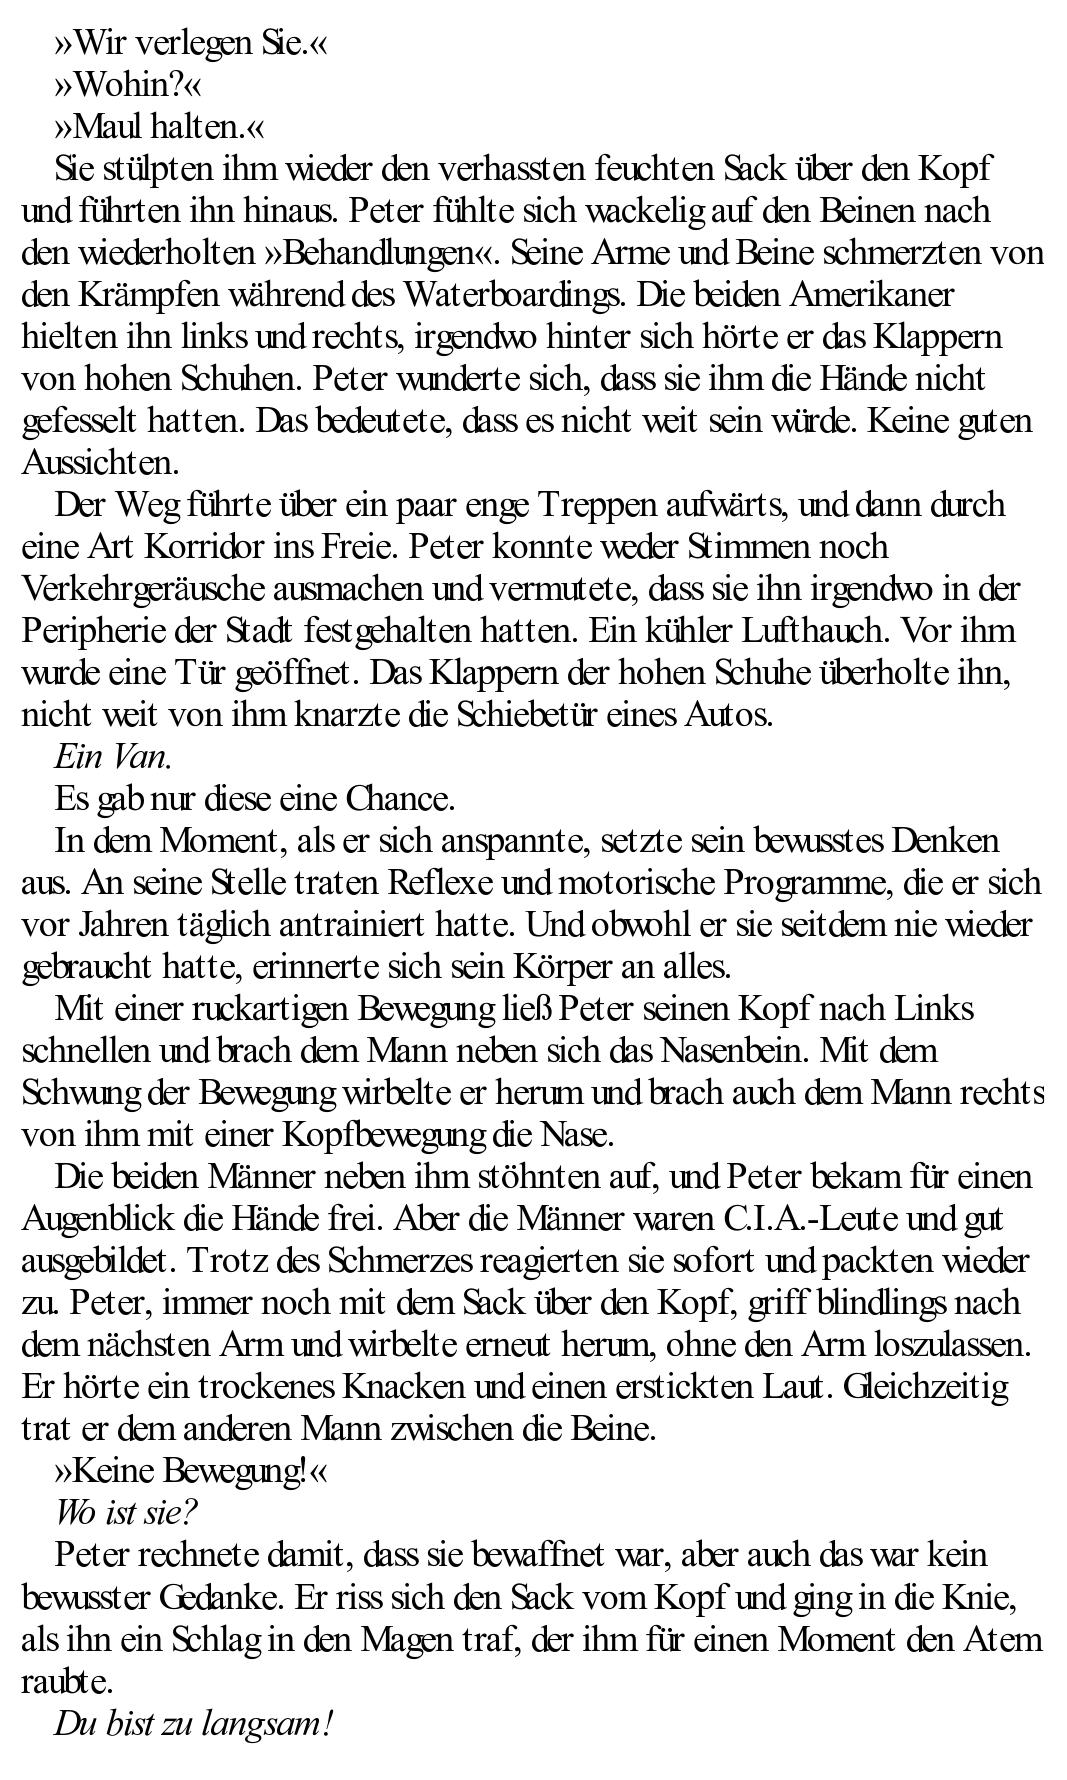 »Wir verlegen Sie.«
»Wohin?«
»Maul halten.«
Sie stülpten ihm wieder den verhassten feuchten Sack über den Kopf
und führten ihn hinaus. Peter fühlte sich wackelig auf den Beinen nach
den wiederholten »Behandlungen«. Seine Arme und Beine schmerzten von
den Krämpfen während des Waterboardings. Die beiden Amerikaner
hielten ihn links und rechts, irgendwo hinter sich hörte er das Klappern
von hohen Schuhen. Peter wunderte sich, dass sie ihm die Hände nicht
gefesselt hatten. Das bedeutete, dass es nicht weit sein würde. Keine guten
Aussichten.
Der Weg führte über ein paar enge Treppen aufwärts, und dann durch
eine Art Korridor ins Freie. Peter konnte weder Stimmen noch
Verkehrgeräusche ausmachen und vermutete, dass sie ihn irgendwo in der
Peripherie der Stadt festgehalten hatten. Ein kühler Lufthauch. Vor ihm
wurde eine Tür geöffnet. Das Klappern der hohen Schuhe überholte ihn,
nicht weit von ihm knarzte die Schiebetür eines Autos.
Ein Van.
Es gab nur diese eine Chance.
In dem Moment, als er sich anspannte, setzte sein bewusstes Denken
aus. An seine Stelle traten Reflexe und motorische Programme, die er sich
vor Jahren täglich antrainiert hatte. Und obwohl er sie seitdem nie wieder
gebraucht hatte, erinnerte sich sein Körper an alles.
Mit einer ruckartigen Bewegung ließ Peter seinen Kopf nach Links
schnellen und brach dem Mann neben sich das Nasenbein. Mit dem
Schwung der Bewegung wirbelte er herum und brach auch dem Mann rechts
von ihm mit einer Kopfbewegung die Nase.
Die beiden Männer neben ihm stöhnten auf, und Peter bekam für einen
Augenblick die Hände frei. Aber die Männer waren C.I.A.-Leute und gut
ausgebildet. Trotz des Schmerzes reagierten sie sofort und packten wieder
zu. Peter, immer noch mit dem Sack über den Kopf, griff blindlings nach
dem nächsten Arm und wirbelte erneut herum, ohne den Arm loszulassen.
Er hörte ein trockenes Knacken und einen erstickten Laut. Gleichzeitig
trat er dem anderen Mann zwischen die Beine.
»Keine Bewegung!«
Wo ist sie?
Peter rechnete damit, dass sie bewaffnet war, aber auch das war kein
bewusster Gedanke. Er riss sich den Sack vom Kopf und ging in die Knie,
als ihn ein Schlag in den Magen traf, der ihm für einen Moment den Atem
raubte.
Du bist zu langsam!